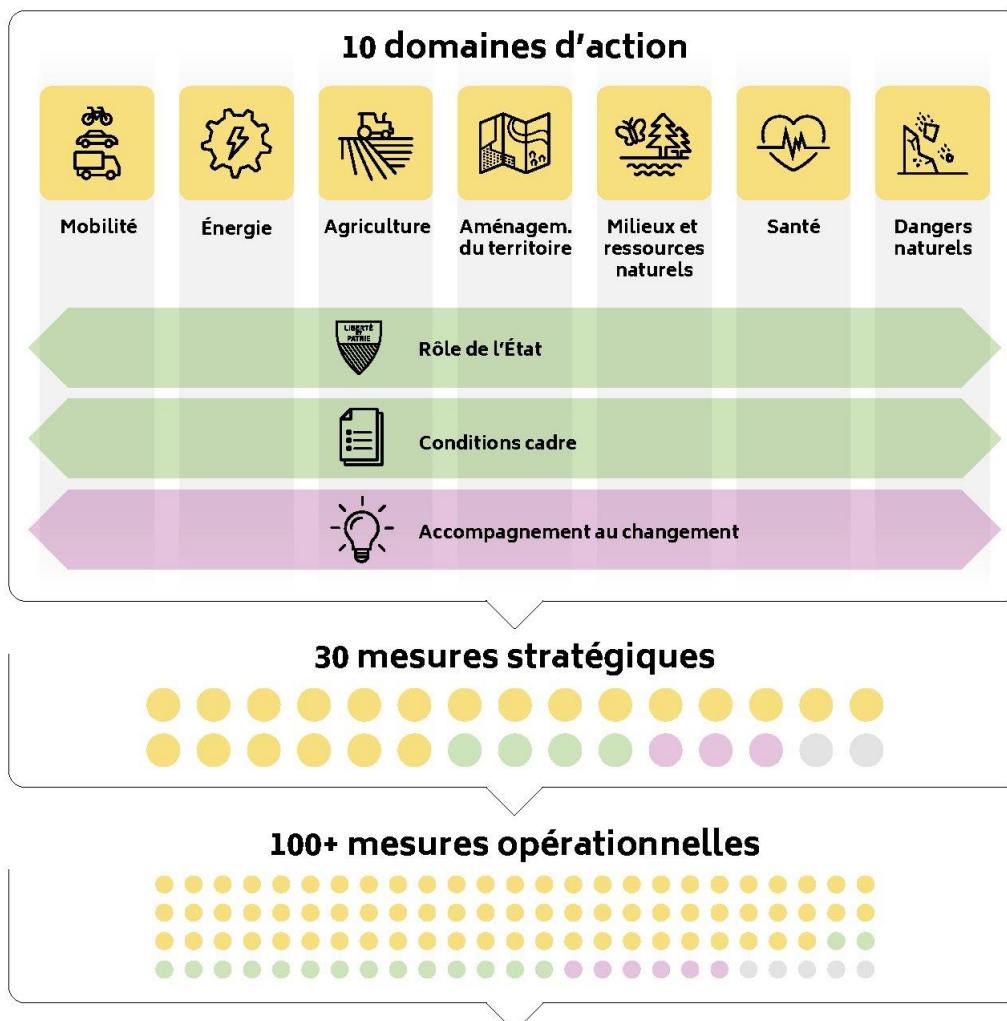 10 domaines d'action
Mobilité
Énergie
Agriculture
Aménagem.
du territoire
Milieux et
ressources
naturels
Santé
Dangers
naturels
LIBERTÉ
ET
PATRIE
Rôle de l'État
Conditions cadre
Accompagnement au changement
30 mesures stratégiques
100+ mesures opérationnelles